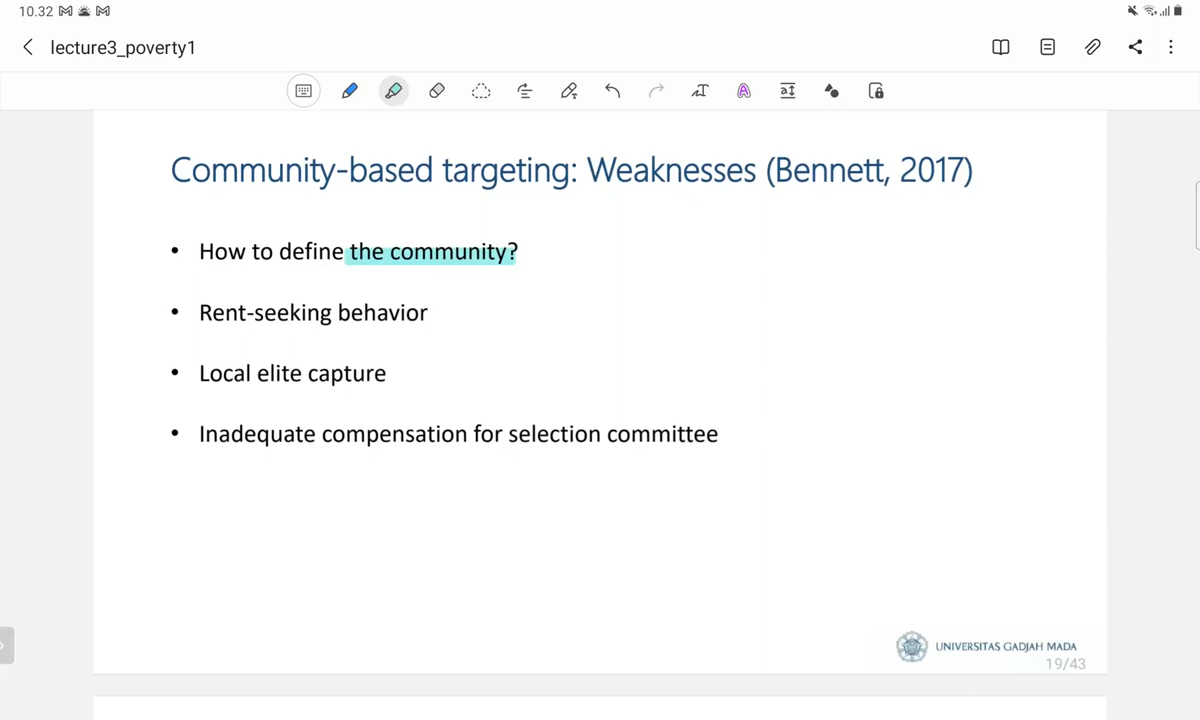 10.32
lecture3_poverty1
Community-based targeting: Weaknesses (Bennett, 2017)
• How to define the community?
• Rent-seeking behavior
• Local elite capture
• Inadequate compensation for selection committee
UNIVERSITAS GADJAH MADA
19/43